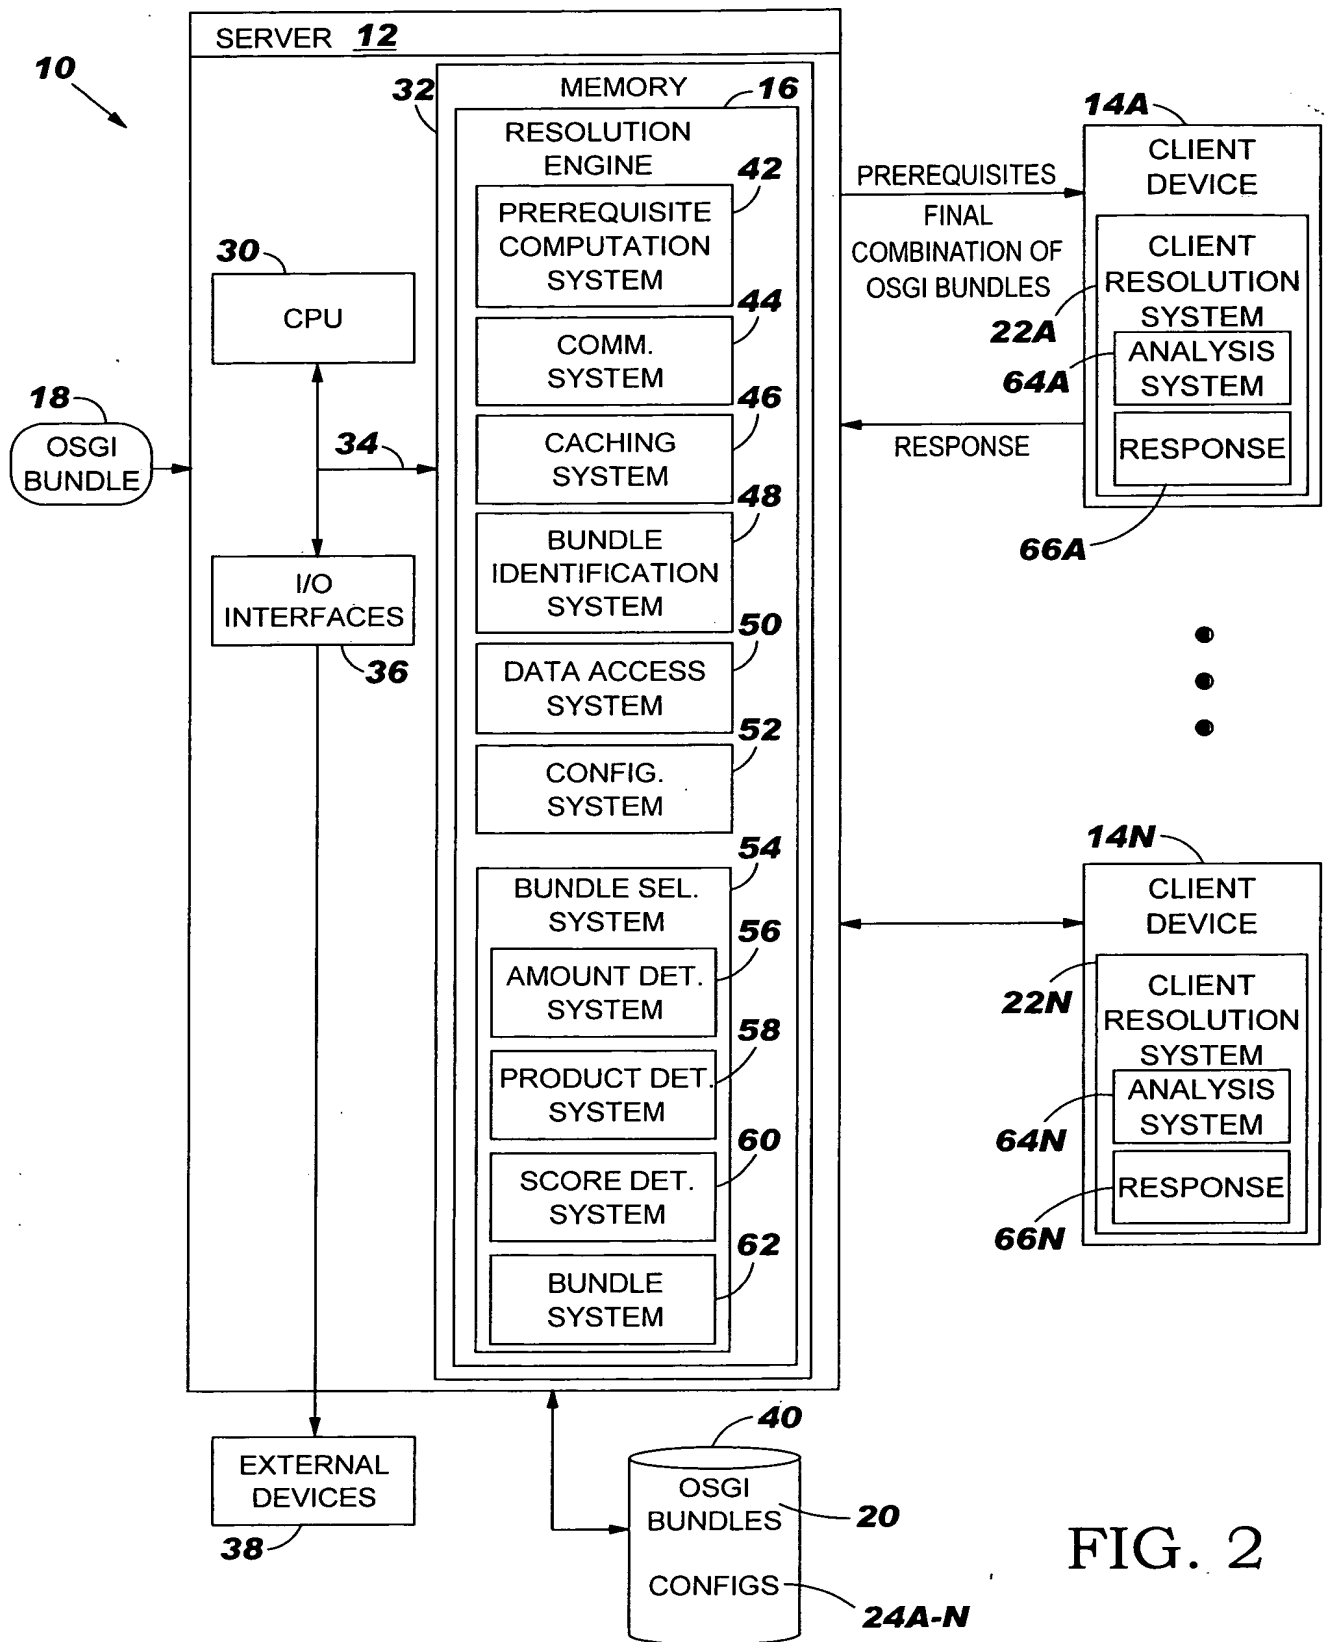 10
SERVER 12
32
MEMORY
16
RESOLUTION
ENGINE
42
PREREQUISITE
COMPUTATION
SYSTEM
44
COMM.
SYSTEM
46
CACHING
SYSTEM
48
BUNDLE
IDENTIFICATION
SYSTEM
50
DATA ACCESS
SYSTEM
52
CONFIG.
SYSTEM
54
BUNDLE SEL.
SYSTEM
56
AMOUNT DET.
SYSTEM
58
PRODUCT DET.
SYSTEM
60
SCORE DET.
SYSTEM
62
BUNDLE
SYSTEM
30
CPU
18
OSGI
BUNDLE
34
I/O
INTERFACES
36
EXTERNAL
DEVICES
38
40
OSGI
BUNDLES
20
CONFIGS
24A-N
PREREQUISITES
FINAL
COMBINATION OF
OSGI BUNDLES
RESPONSE
14A
CLIENT
DEVICE
CLIENT
RESOLUTION
SYSTEM
22A
ANALYSIS
SYSTEM
64A
RESPONSE
66A
14N
CLIENT
DEVICE
22N
CLIENT
RESOLUTION
SYSTEM
ANALYSIS
SYSTEM
64N
RESPONSE
66N
FIG. 2